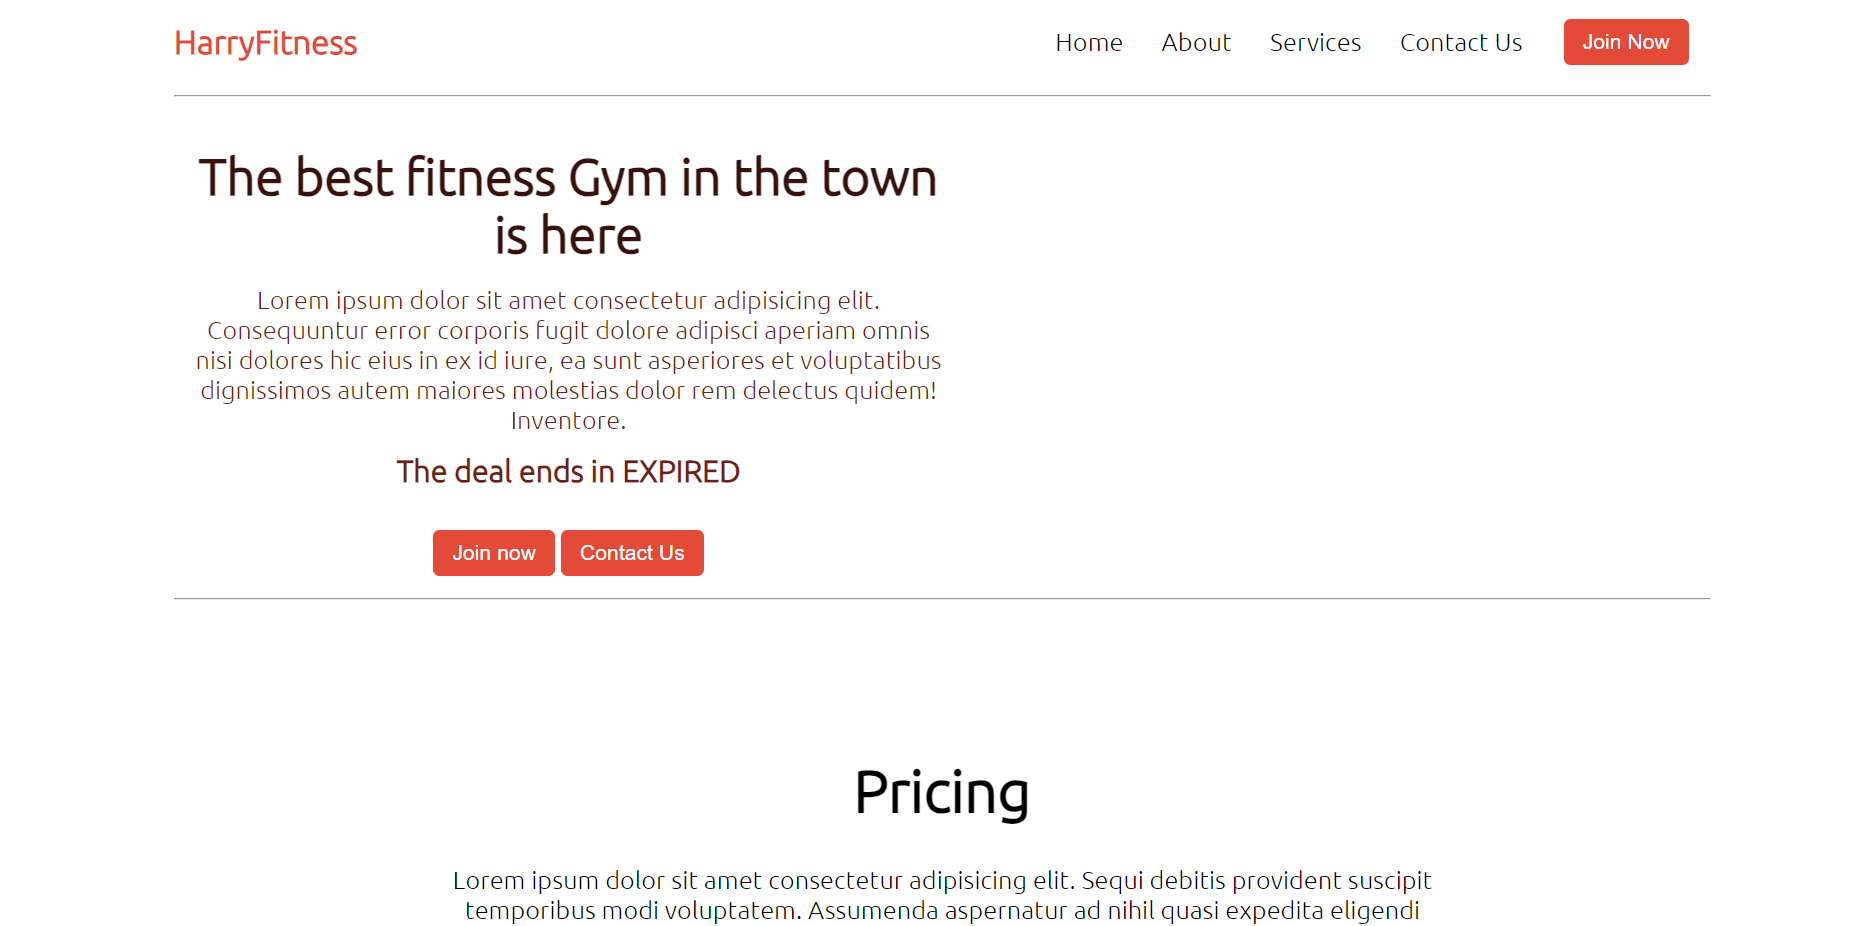 HarryFitness
Home About Services Contact Us Join Now
The best fitness Gym in the town
is here
Lorem ipsum dolor sit amet consectetur adipisicing elit.
Consequuntur error corporis fugit dolore adipisci aperiam omnis
nisi dolores hic eius in ex id iure, ea sunt asperiores et voluptatibus
dignissimos autem maiores molestias dolor rem delectus quidem!
Inventore.
The deal ends in EXPIRED
Join now Contact Us
Pricing
Lorem ipsum dolor sit amet consectetur adipisicing elit. Sequi debitis provident suscipit
temporibus modi voluptatem. Assumenda aspernatur ad nihil quasi expedita eligendi